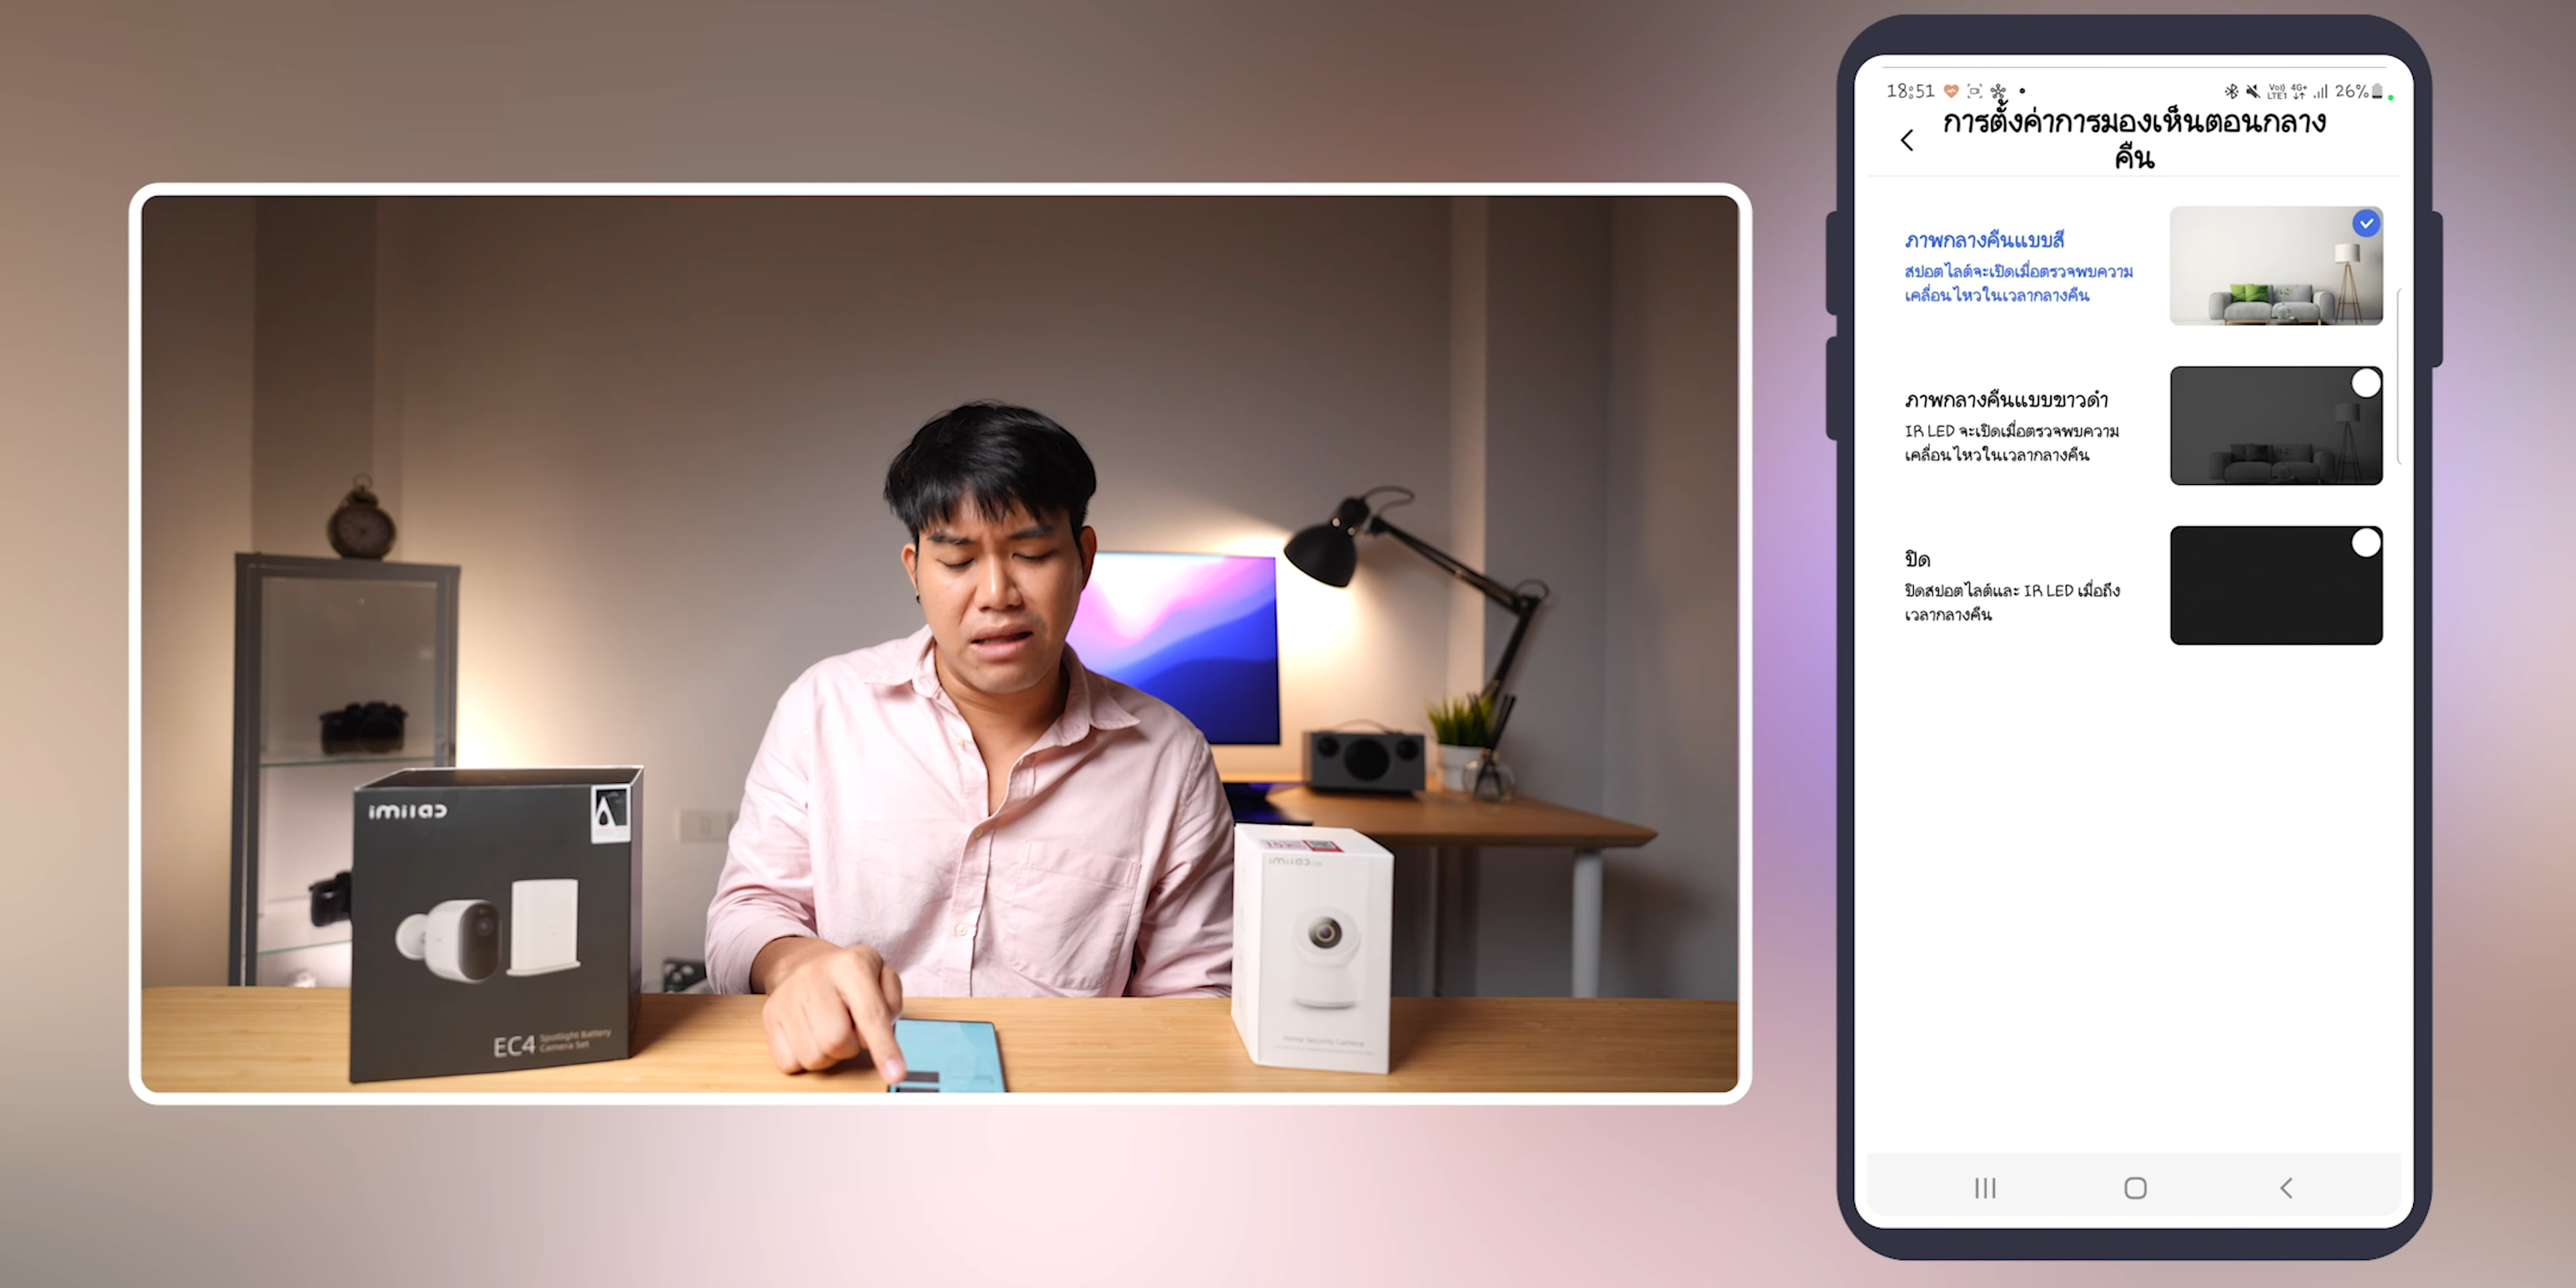 imilab
EC4 Spotlight Battery
Camera Set
imilab
Home Security Camera
18:51
26%
การตั้งค่าการมองเห็นตอนกลาง
คืน
ภาพกลางคืนแบบสี
สปอตไลต์จะเปิดเมื่อตรวจพบความ
เคลื่อนไหวในเวลากลางคืน
ภาพกลางคืนแบบขาวดำ
IR LED จะเปิดเมื่อตรวจพบความ
เคลื่อนไหวในเวลากลางคืน
ปิด
ปิดสปอตไลต์และ IR LED เมื่อถึง
เวลากลางคืน